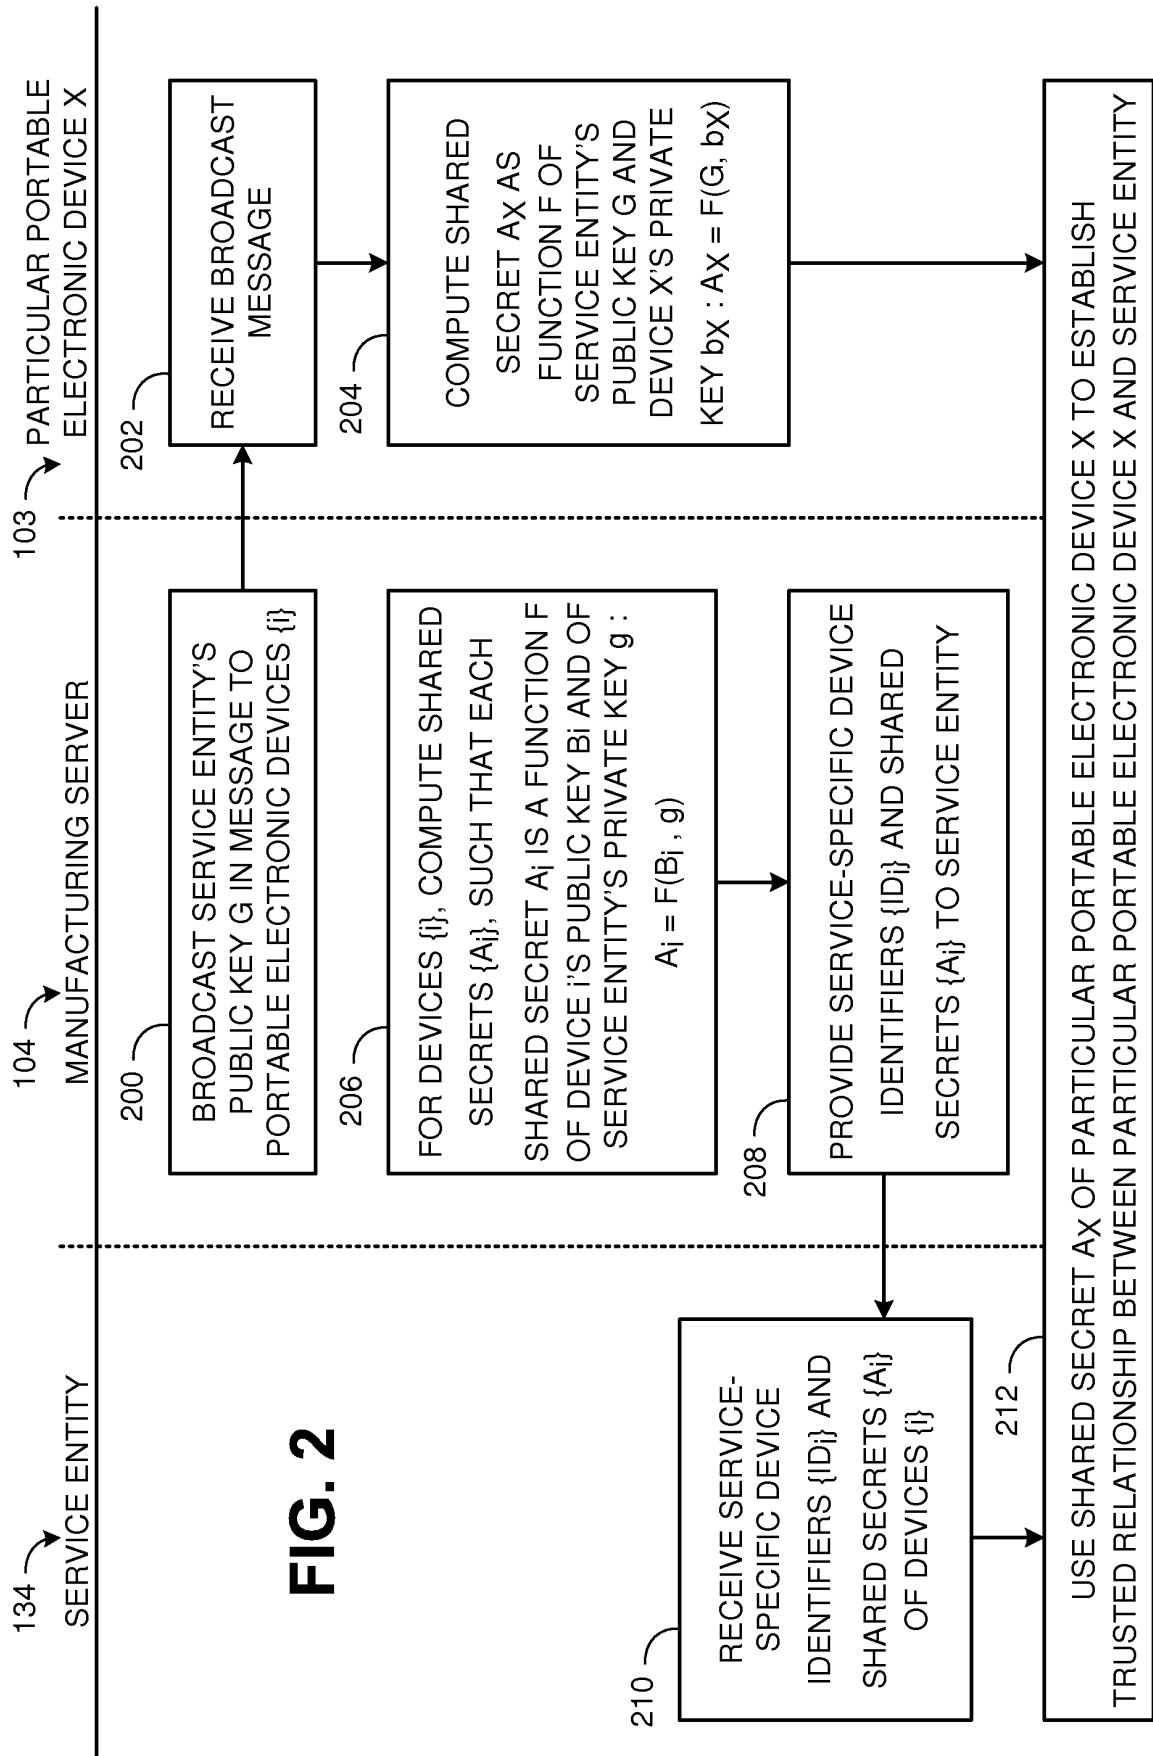 134
SERVICE ENTITY
104
MANUFACTURING SERVER
103
PARTICULAR PORTABLE
ELECTRONIC DEVICE X
200
BROADCAST SERVICE ENTITY'S
PUBLIC KEY G IN MESSAGE TO
PORTABLE ELECTRONIC DEVICES {i}
202
RECEIVE BROADCAST
MESSAGE
204
COMPUTE SHARED
SECRET AX AS
FUNCTION F OF
SERVICE ENTITY'S
PUBLIC KEY G AND
DEVICE X'S PRIVATE
KEY bX : AX = F(G, bX)
206
FOR DEVICES {i}, COMPUTE SHARED
SECRETS {Ai}, SUCH THAT EACH
SHARED SECRET Ai IS A FUNCTION F
OF DEVICE i'S PUBLIC KEY Bi AND OF
SERVICE ENTITY'S PRIVATE KEY g :
Ai = F(Bi , g)
208
PROVIDE SERVICE-SPECIFIC DEVICE
IDENTIFIERS {IDi} AND SHARED
SECRETS {Ai} TO SERVICE ENTITY
210
RECEIVE SERVICE-
SPECIFIC DEVICE
IDENTIFIERS {IDi} AND
SHARED SECRETS {Ai}
OF DEVICES {i}
212
USE SHARED SECRET AX OF PARTICULAR PORTABLE ELECTRONIC DEVICE X TO ESTABLISH
TRUSTED RELATIONSHIP BETWEEN PARTICULAR PORTABLE ELECTRONIC DEVICE X AND SERVICE ENTITY
FIG. 2